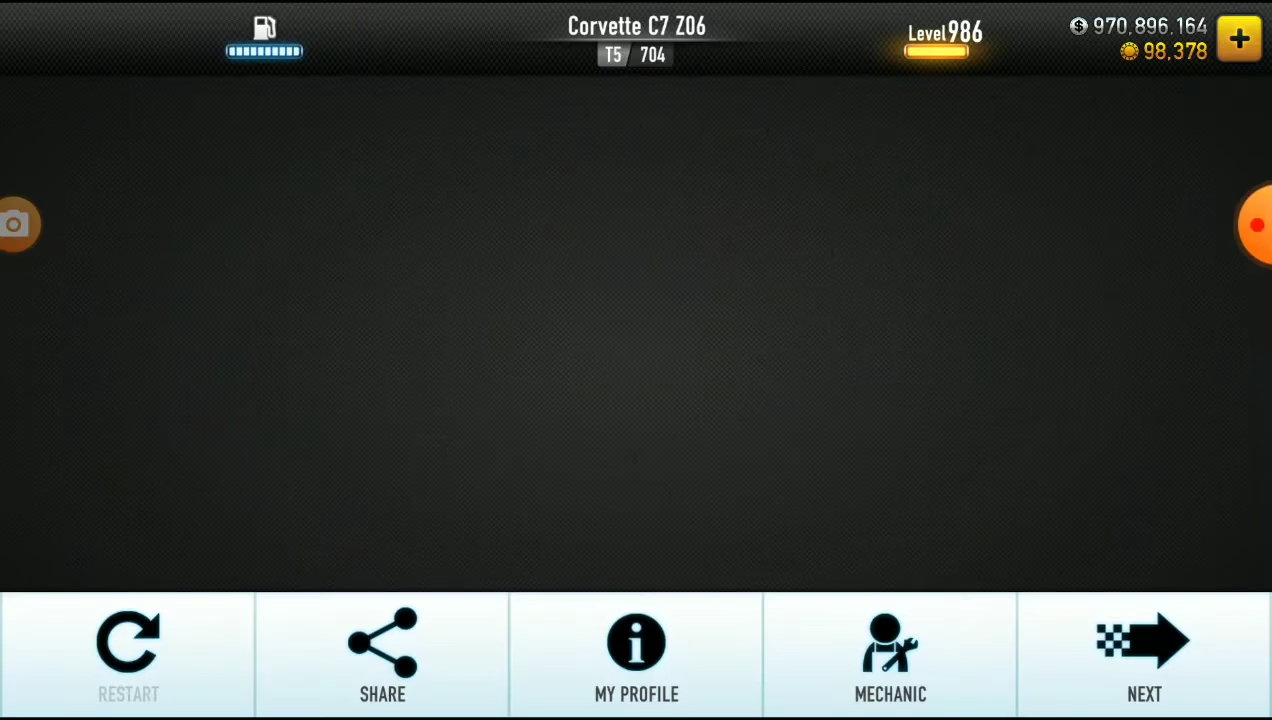 Corvette C7 Z06
T5 704
Level 986
970,896,164
98,378
RESTART
SHARE
MY PROFILE
MECHANIC
NEXT